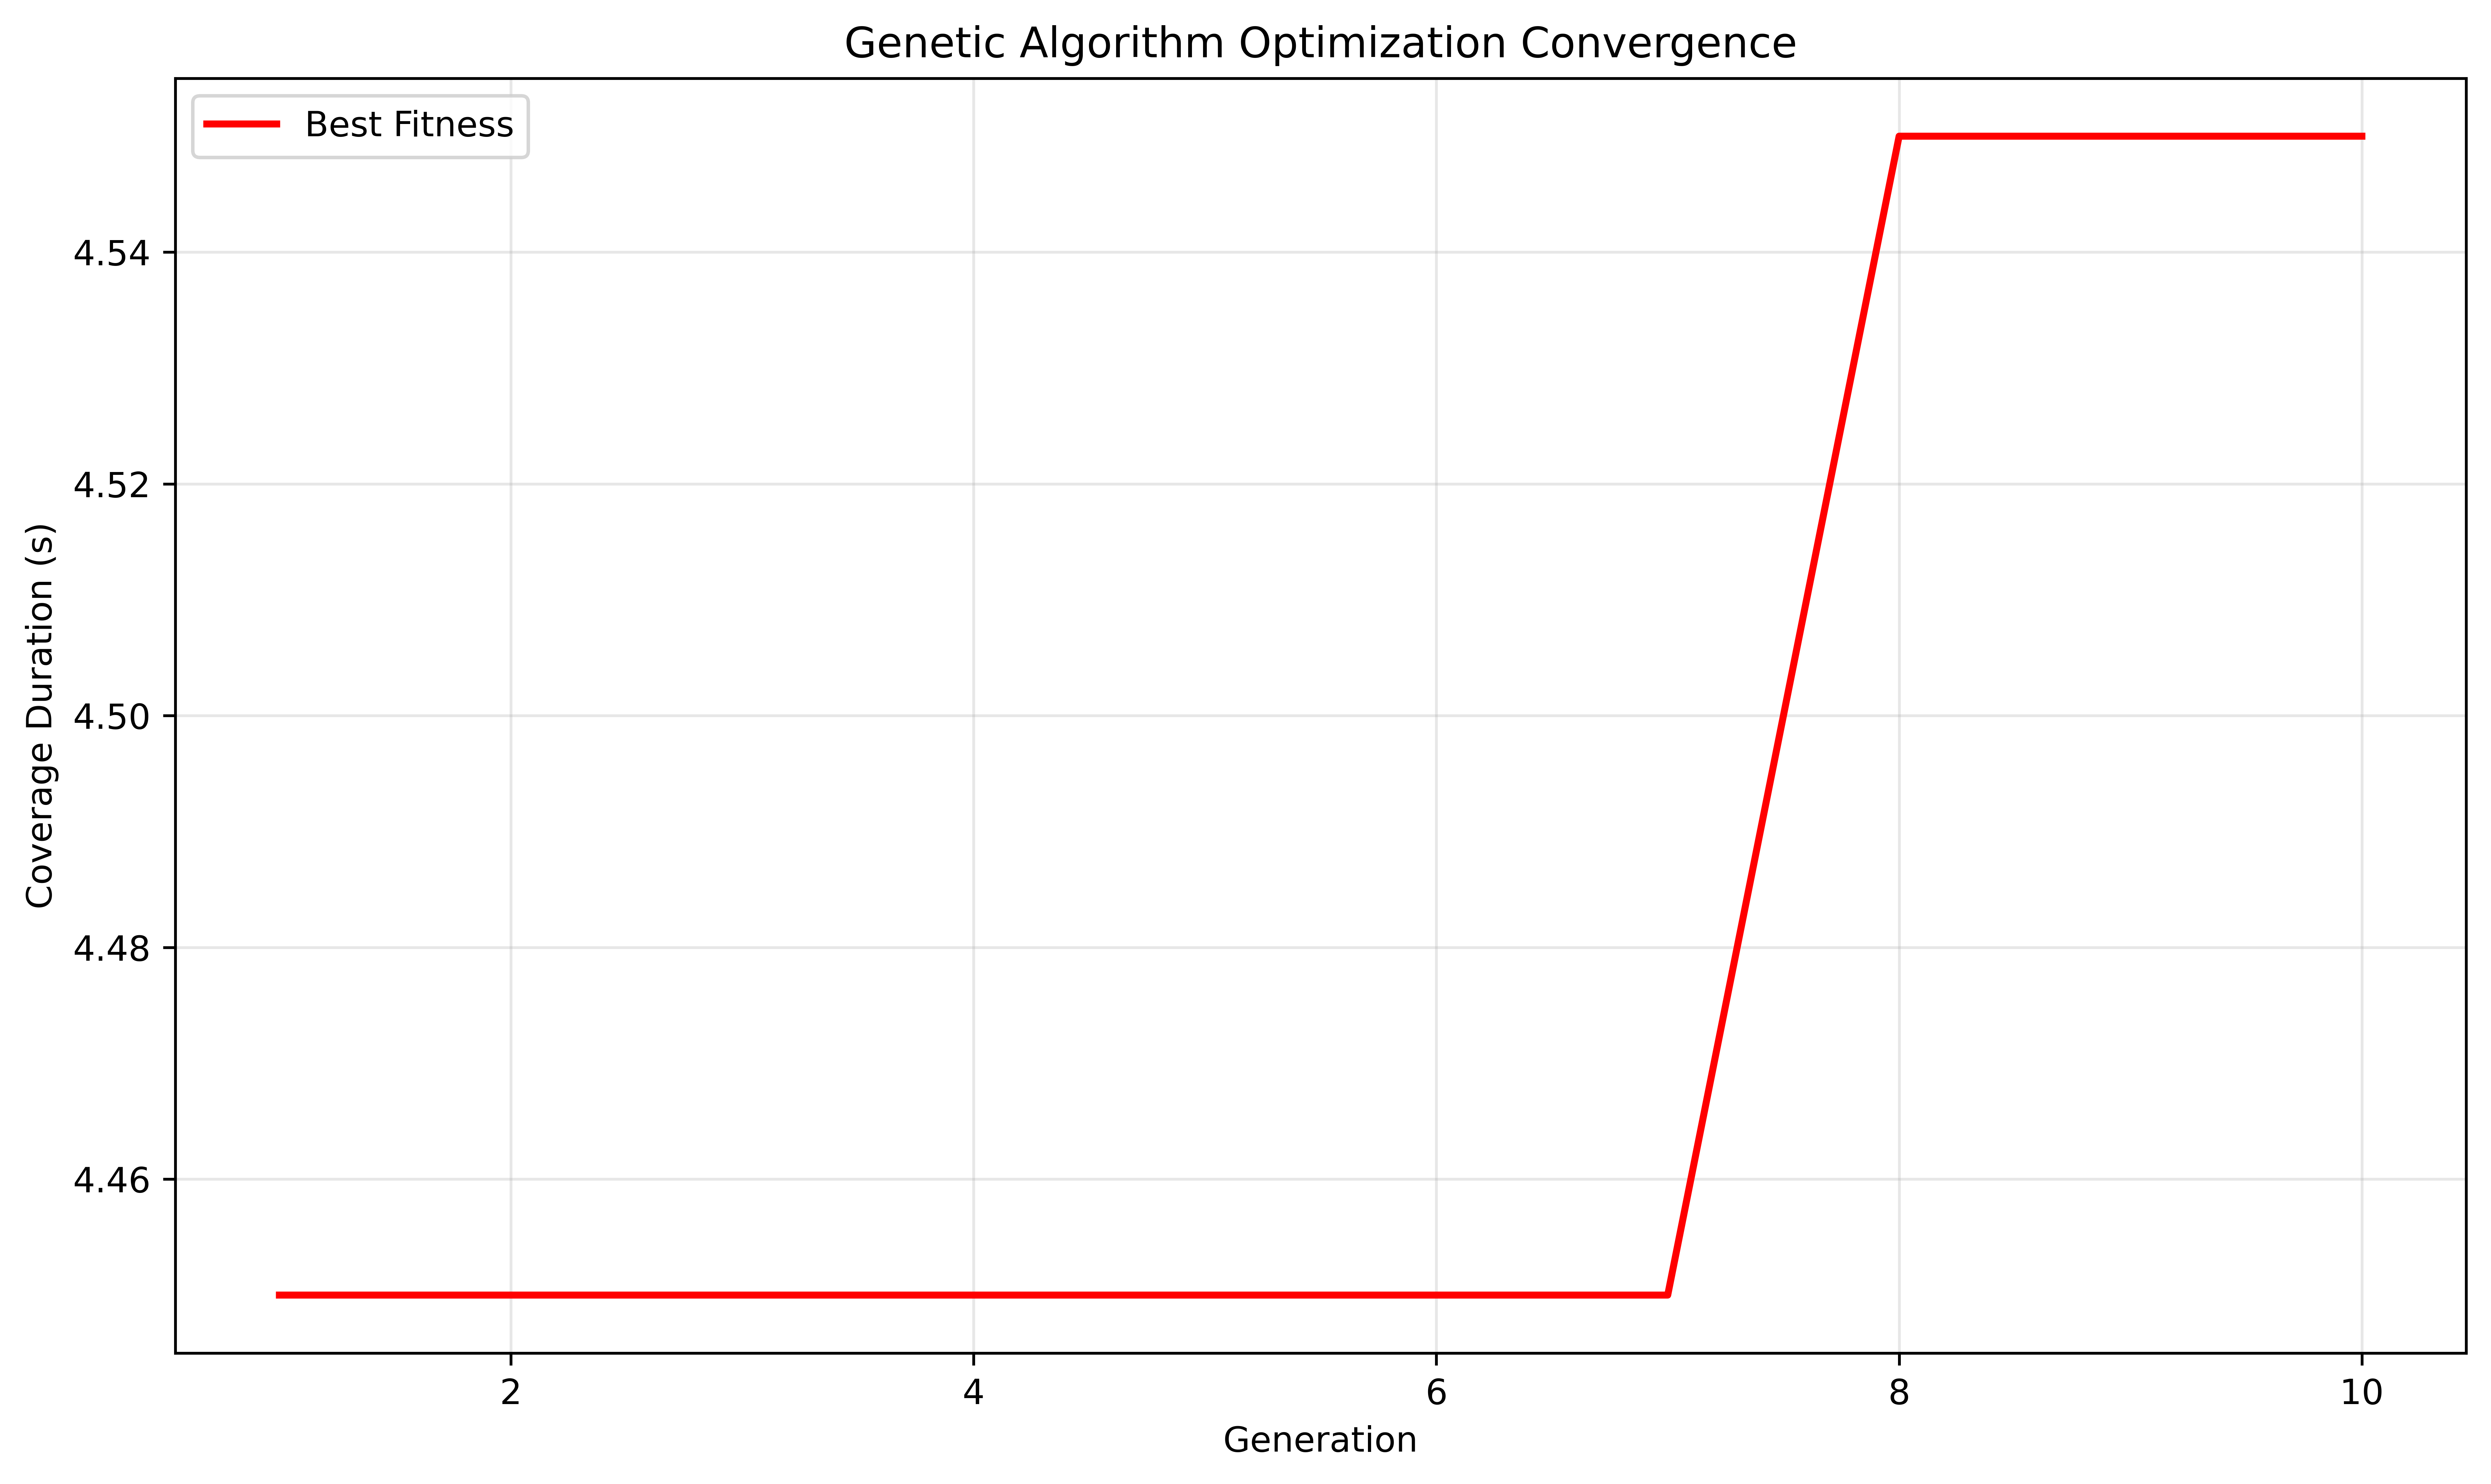 Genetic Algorithm Optimization Convergence
Best Fitness
Coverage Duration (s)
4.54
4.52
4.50
4.48
4.46
2 4 6 8 10
Generation